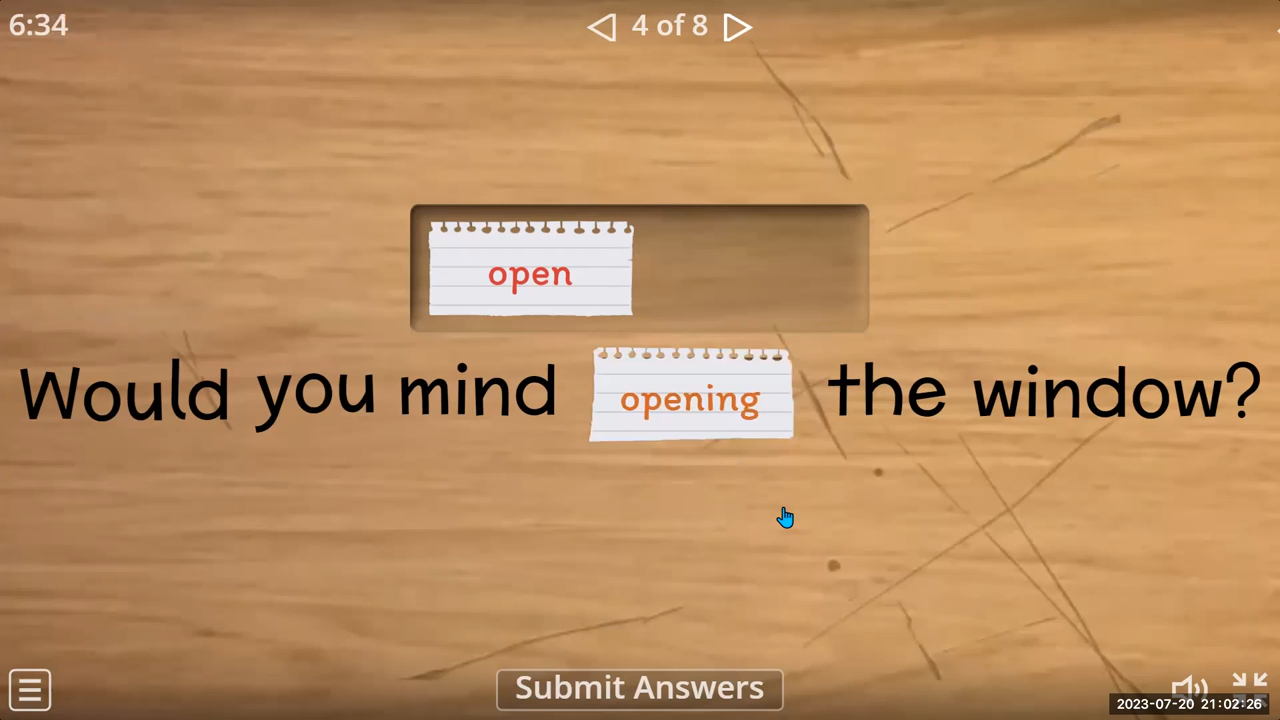 6:34
4 of 8
open
Would you mind opening the window?
Submit Answers
2023-07-20 21:02:26